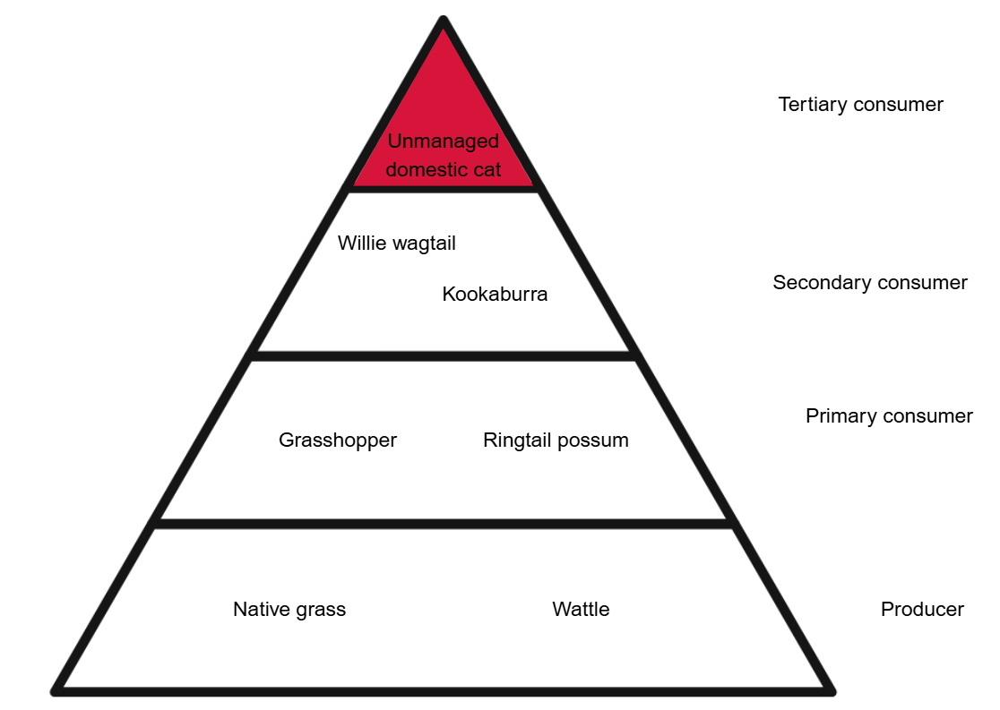 Tertiary consumer
Unmanaged
domestic cat
Willie wagtail
Secondary consumer
Kookaburra
Primary consumer
Grasshopper
Ringtail possum
Native grass
Wattle
Producer